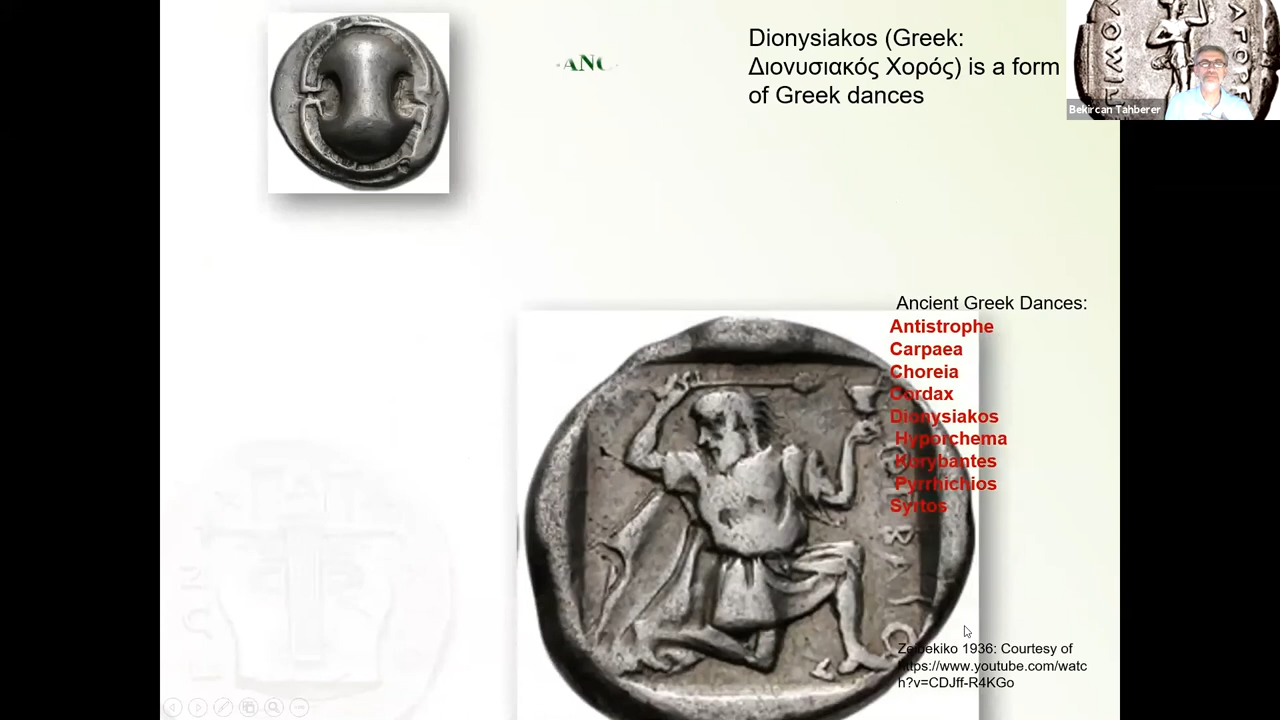 Dionysiakos (Greek:
Διονυσιακός Χορός) is a form
of Greek dances
Bekircan Tahberer
Ancient Greek Dances:
Antistrophe
Carpaea
Choreia
Cordax
Dionysiakos
Hyporchema
Korybantes
Pyrrhichios
Syrtos
Zeibekiko 1936: Courtesy of
https://www.youtube.com/watc
h?v=CDJff-R4KGo